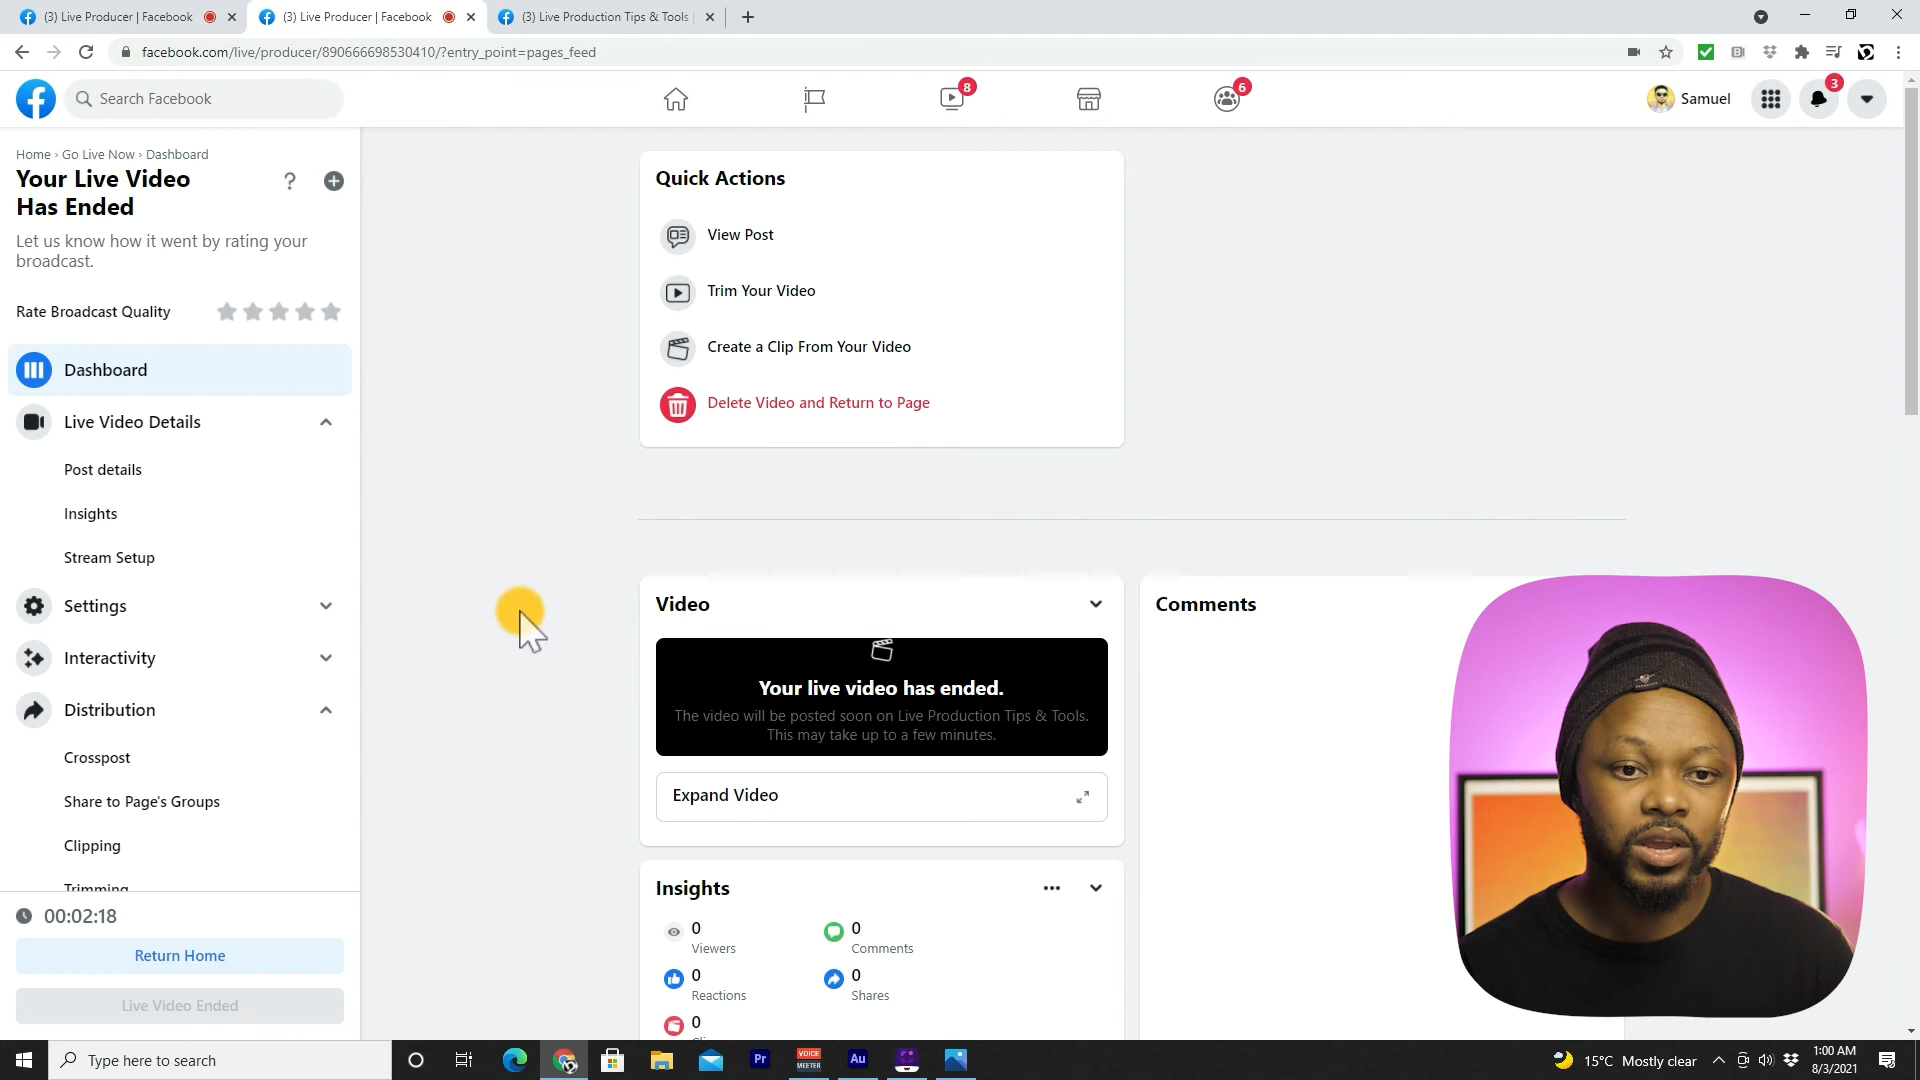 (3) Live Producer | Facebook
(3) Live Producer | Facebook
(3) Live Production Tips & Tools
facebook.com/live/producer/890666698530410/?entry_point=pages_feed
Search Facebook
8
6
Samuel
3
Home › Go Live Now › Dashboard
Your Live Video
Has Ended
Let us know how it went by rating your
broadcast.
Rate Broadcast Quality
Dashboard
Live Video Details
Post details
Insights
Stream Setup
Settings
Interactivity
Distribution
Crosspost
Share to Page's Groups
Clipping
Trimming
00:02:18
Return Home
Live Video Ended
Quick Actions
View Post
Trim Your Video
Create a Clip From Your Video
Delete Video and Return to Page
Video
Your live video has ended.
The video will be posted soon on Live Production Tips & Tools.
This may take up to a few minutes.
Expand Video
Insights
0
Viewers
0
Comments
0
Reactions
0
Shares
0
Comments
Type here to search
Pr
VOICE
MEETER
Au
15°C Mostly clear
1:00 AM
8/3/2021